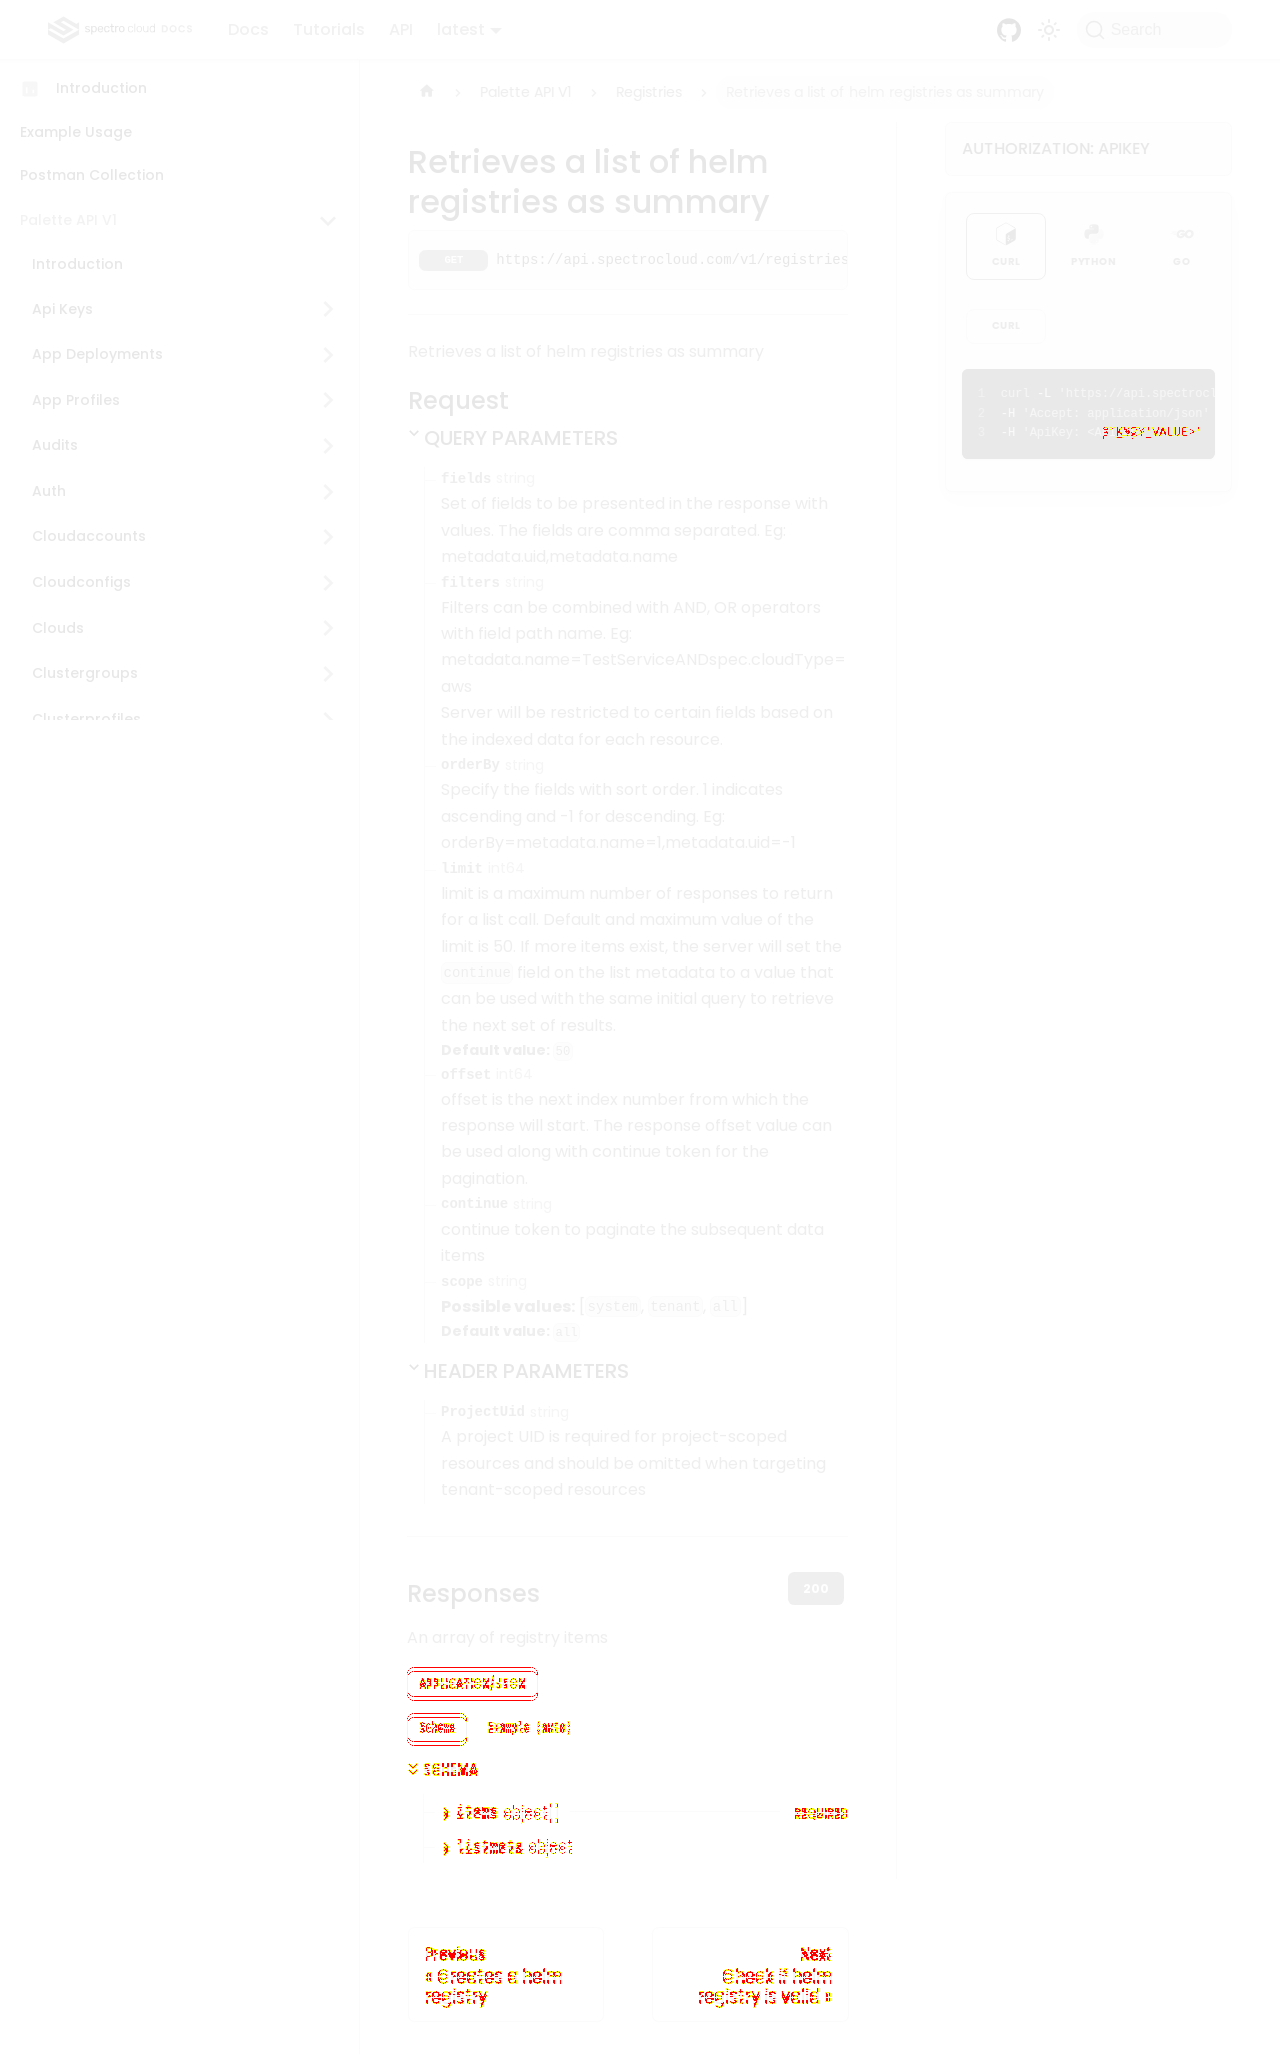 spectro cloud DOCS Docs Tutorials API latest Search
Introduction
Example Usage
Postman Collection
Palette API V1
Introduction
Api Keys
App Deployments
App Profiles
Audits
Auth
Cloudaccounts
Cloudconfigs
Clouds
Clustergroups
Clusterprofiles
Palette API V1 Registries Retrieves a list of helm registries as summary
Retrieves a list of helm
registries as summary
GET https://api.spectrocloud.com/v1/registries
Retrieves a list of helm registries as summary
Request
QUERY PARAMETERS
fields string
Set of fields to be presented in the response with
values. The fields are comma separated. Eg:
metadata.uid,metadata.name
filters string
Filters can be combined with AND, OR operators
with field path name. Eg:
metadata.name=TestServiceANDspec.cloudType=
aws
Server will be restricted to certain fields based on
the indexed data for each resource.
orderBy string
Specify the fields with sort order. 1 indicates
ascending and -1 for descending. Eg:
orderBy=metadata.name=1,metadata.uid=-1
limit int64
limit is a maximum number of responses to return
for a list call. Default and maximum value of the
limit is 50. If more items exist, the server will set the
continue field on the list metadata to a value that
can be used with the same initial query to retrieve
the next set of results.
Default value: 50
offset int64
offset is the next index number from which the
response will start. The response offset value can
be used along with continue token for the
pagination.
continue string
continue token to paginate the subsequent data
items
scope string
Possible values: [system, tenant, all]
Default value: all
HEADER PARAMETERS
ProjectUid string
A project UID is required for project-scoped
resources and should be omitted when targeting
tenant-scoped resources
Responses
200
An array of registry items
APPLICATION/JSON
Schema Example (auto)
SCHEMA
items object[] REQUIRED
listmeta object
Previous
« Creates a helm
registry
Next
Check if helm
registry is valid »
AUTHORIZATION: APIKEY
CURL PYTHON GO
CURL
1 curl -L 'https://api.spectrocl
2 -H 'Accept: application/json'
3 -H 'ApiKey: